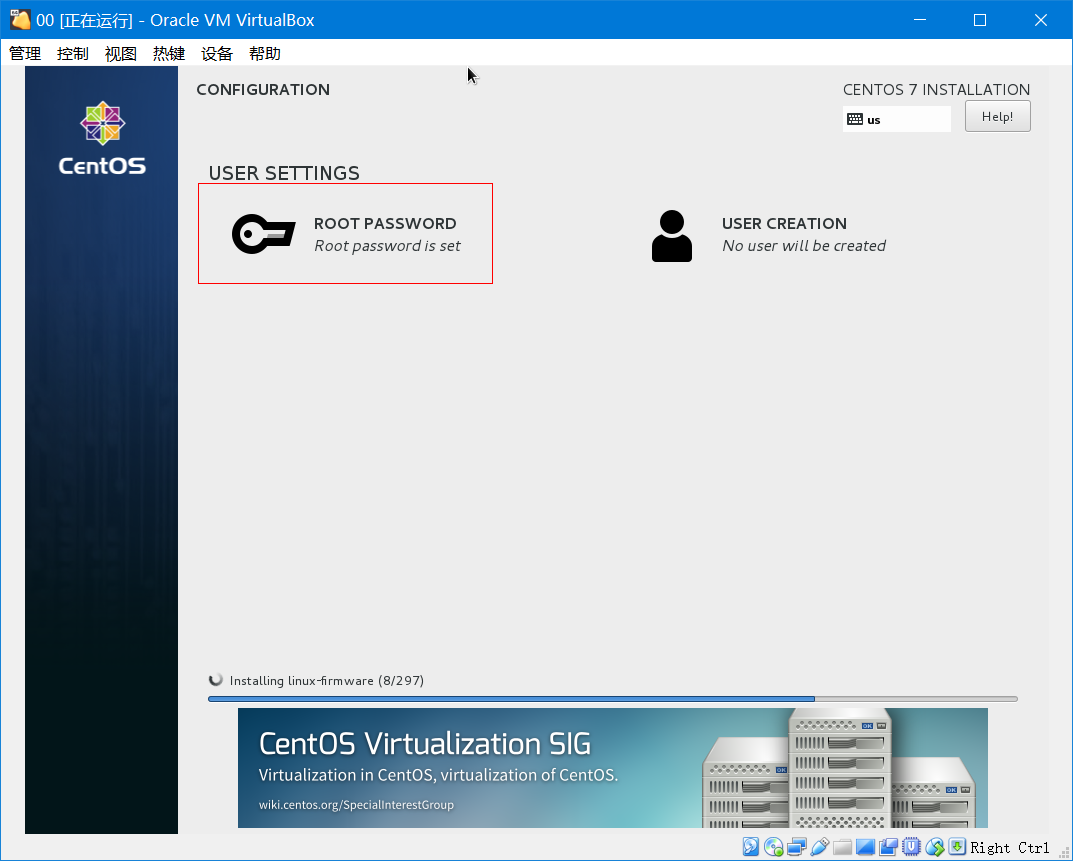 00 [正在运行] - Oracle VM VirtualBox
管理 控制 视图 热键 设备 帮助
CentOS
CONFIGURATION
CENTOS 7 INSTALLATION
us
Help!
USER SETTINGS
ROOT PASSWORD
Root password is set
USER CREATION
No user will be created
Installing linux-firmware (8/297)
CentOS Virtualization SIG
Virtualization in CentOS, virtualization of CentOS.
wiki.centos.org/SpecialInterestGroup
Right Ctrl